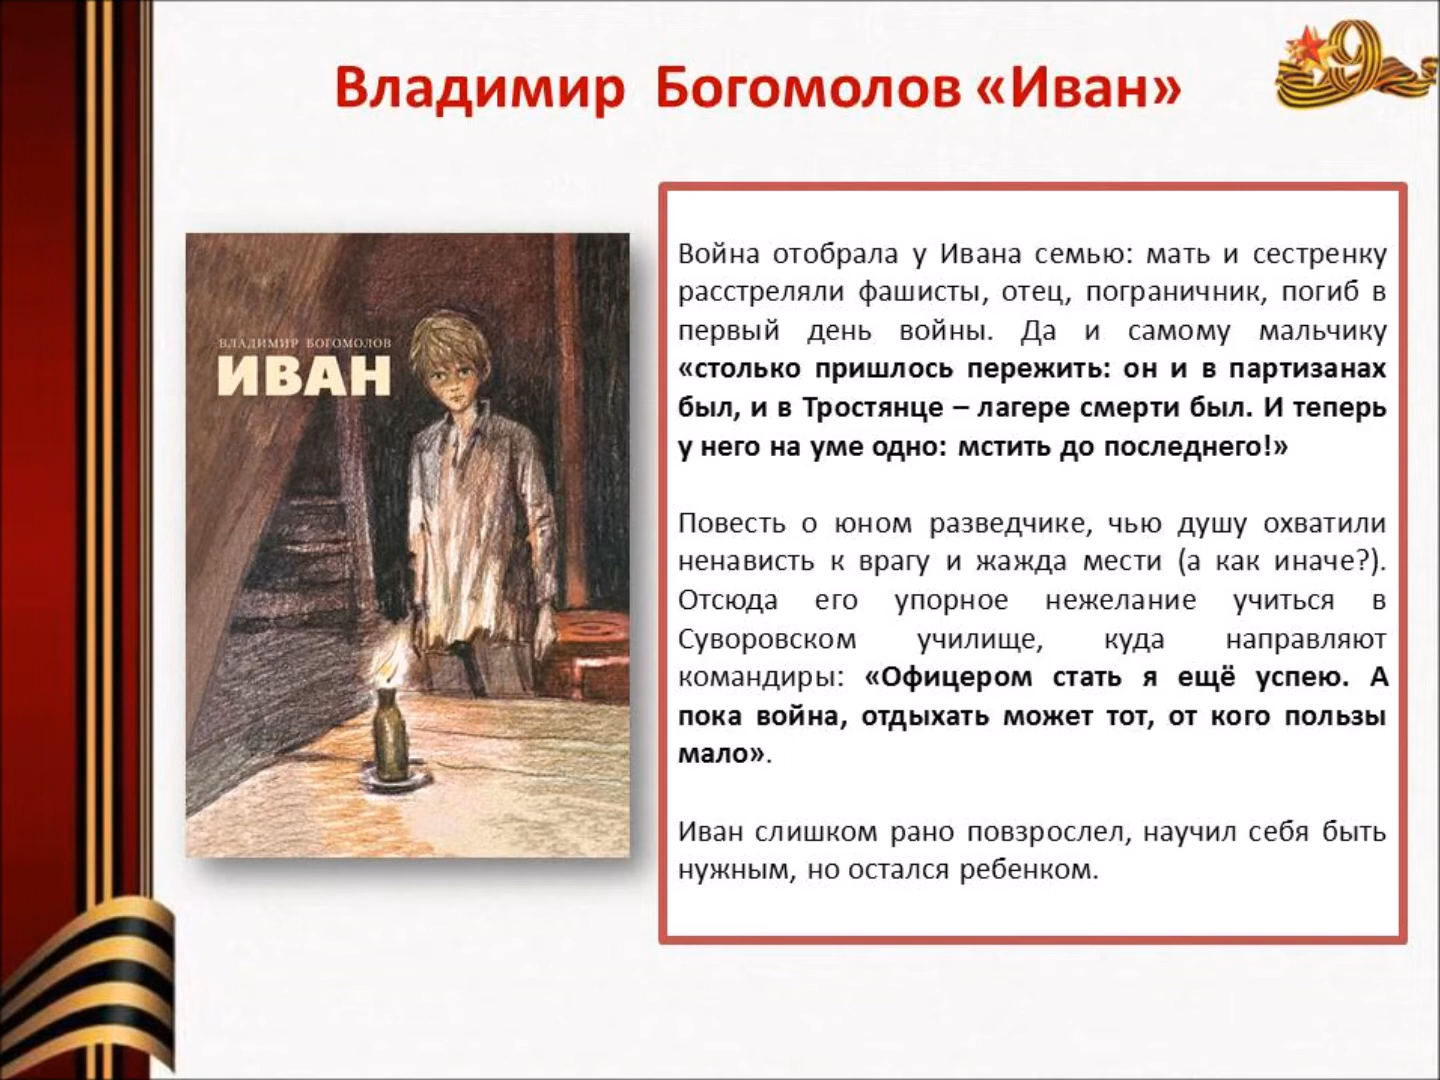 Владимир Богомолов «Иван»
9
ВЛАДИМИР БОГОМОЛОВ
ИВАН
Война отобрала у Ивана семью: мать и сестренку
расстреляли фашисты, отец, пограничник, погиб в
первый день войны. Да и самому мальчику
«столько пришлось пережить: он и в партизанах
был, и в Тростянце – лагере смерти был. И теперь
у него на уме одно: мстить до последнего!»
Повесть о юном разведчике, чью душу охватили
ненависть к врагу и жажда мести (а как иначе?).
Отсюда его упорное нежелание учиться в
Суворовском училище, куда направляют
командиры: «Офицером стать я ещё успею. А
пока война, отдыхать может тот, от кого пользы
мало».
Иван слишком рано повзрослел, научил себя быть
нужным, но остался ребенком.